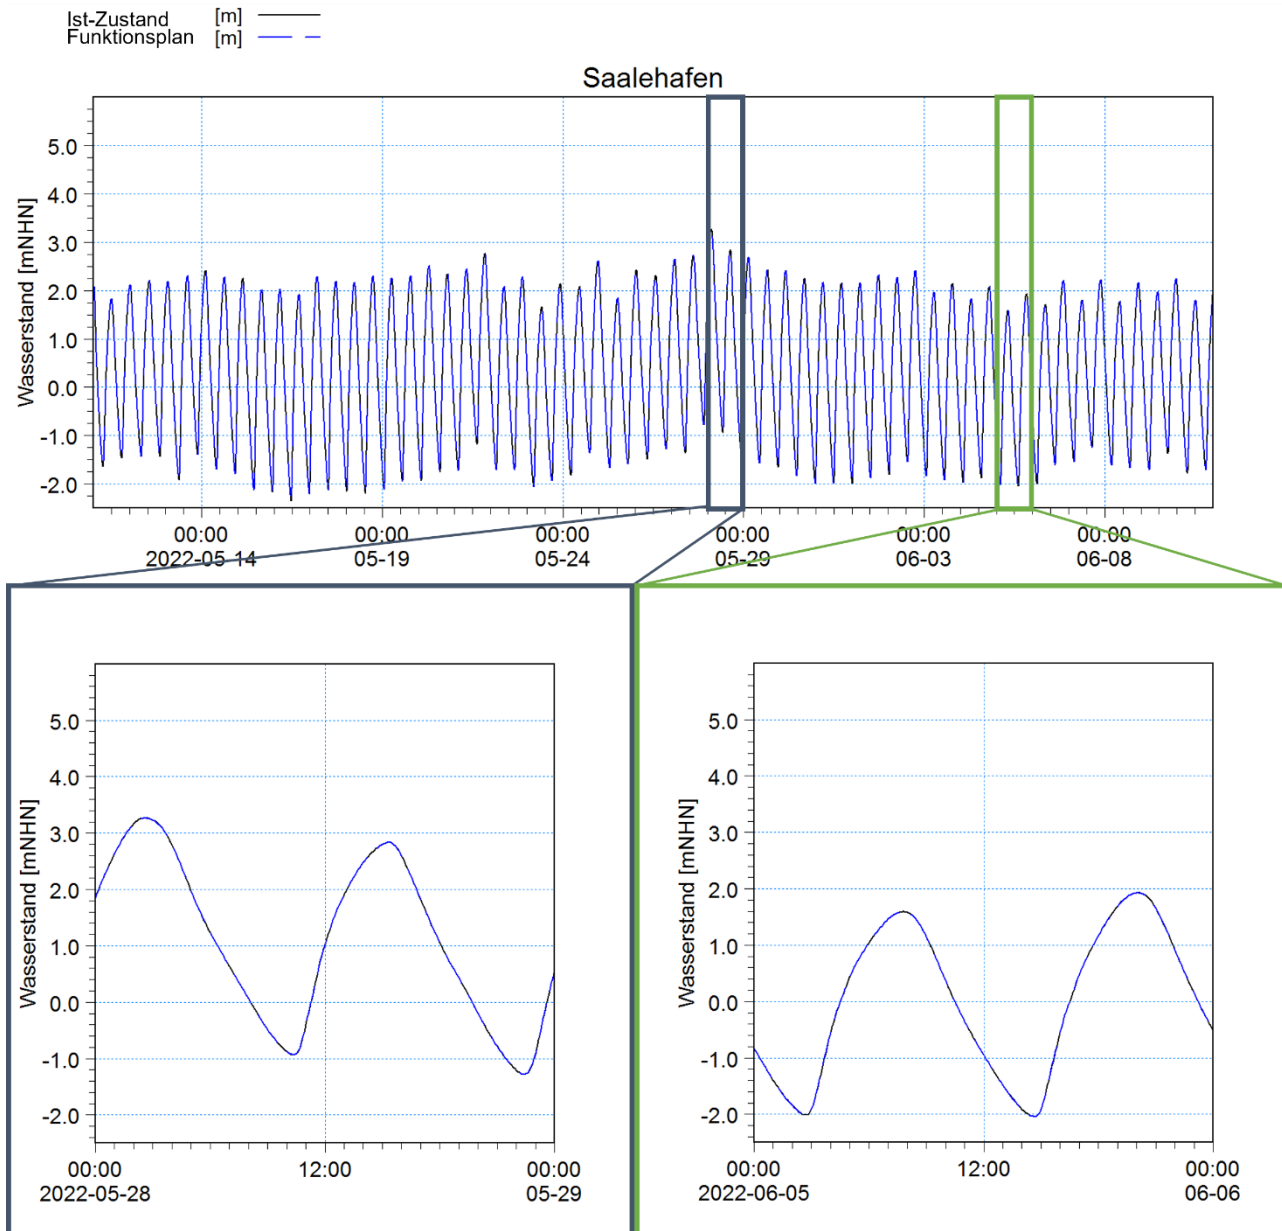 Ist-Zustand [m]
Funktionsplan [m]
Saalehafen
Wasserstand [mNHN]
5.0
4.0
3.0
2.0
1.0
0.0
-1.0
-2.0
00:00 00:00 00:00 00:00 00:00 00:00
2022-05-14 05-19 05-24 05-29 06-03 06-08
Wasserstand [mNHN]
5.0
4.0
3.0
2.0
1.0
0.0
-1.0
-2.0
00:00 12:00 00:00
2022-05-28 05-29
Wasserstand [mNHN]
5.0
4.0
3.0
2.0
1.0
0.0
-1.0
-2.0
00:00 12:00 00:00
2022-06-05 06-06